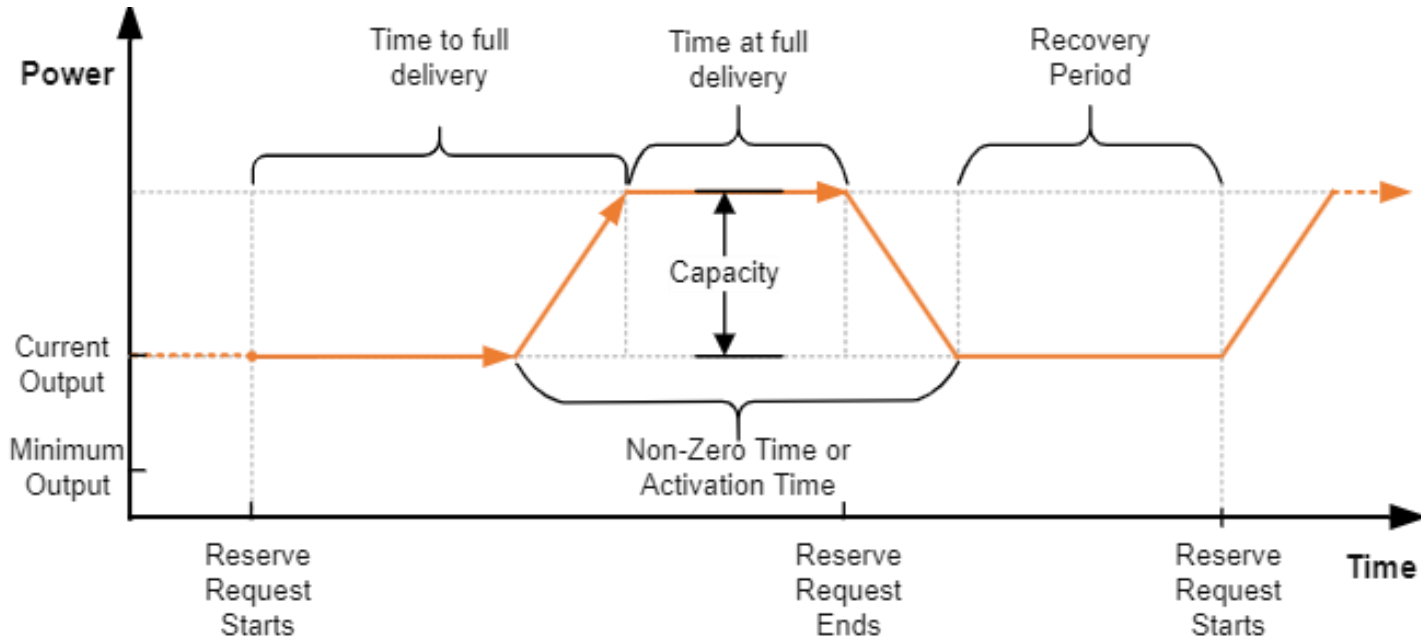 Power
Time to full
delivery
Time at full
delivery
Recovery
Period
Capacity
Current
Output
Minimum
Output
Non-Zero Time or
Activation Time
Reserve
Request
Starts
Reserve
Request
Ends
Reserve
Request
Starts
Time